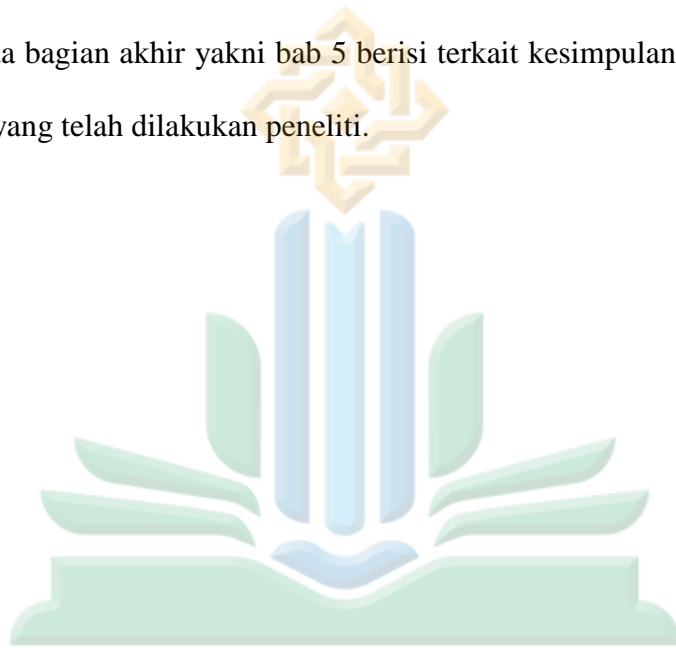 bagian akhir yakni bab 5 berisi terkait kesimpulan
yang telah dilakukan peneliti.